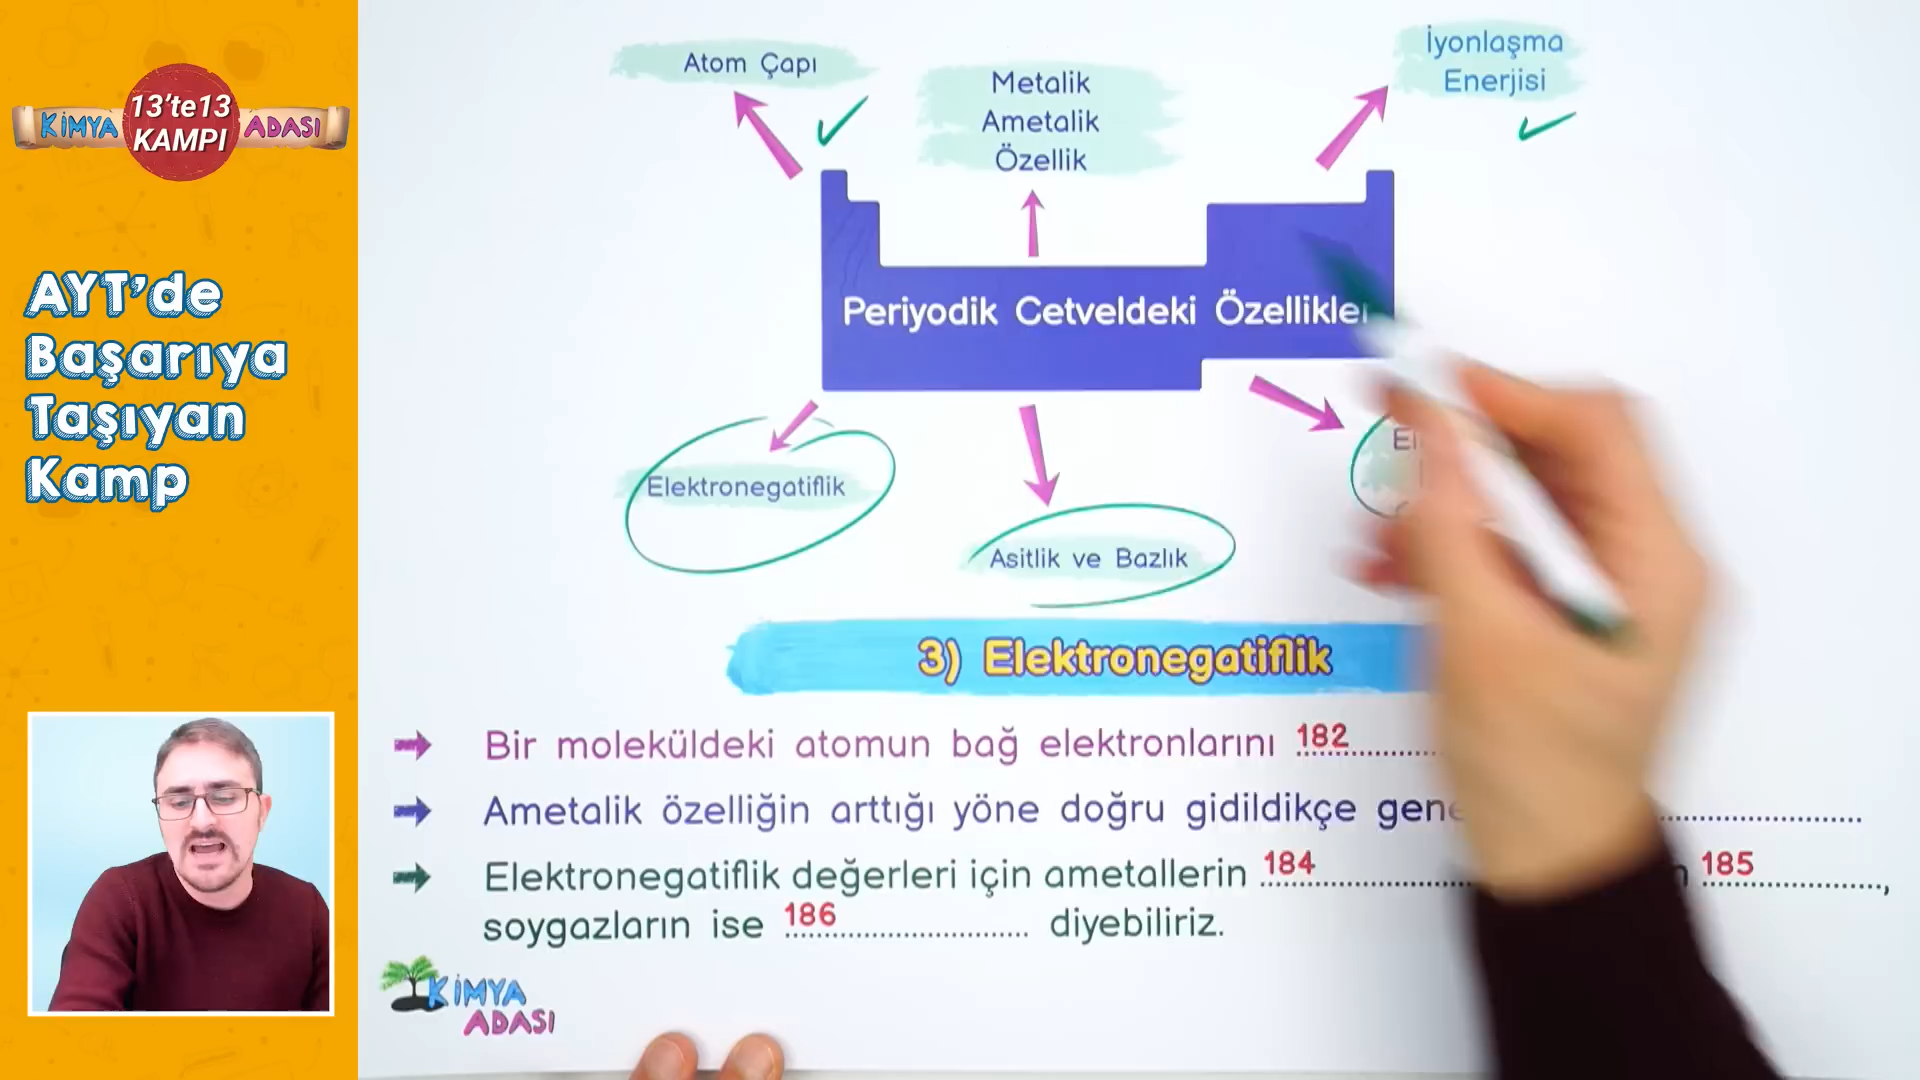 KİMYA
13'te13
KAMPI
ADASI
AYT'de
Başarıya
Taşıyan
Kamp
Atom Çapı
Metalik
Ametalik
Özellik
İyonlaşma
Enerjisi
Periyodik Cetveldeki
Elektronegatiflik
Asitlik ve Bazlık
3) Elektronegatiflik
Bir moleküldeki atomun bağ elektronlarını 182
Ametalik özelliğin arttığı yöne doğru gidildikçe
Elektronegatiflik değerleri için ametallerin 184 185 ,
soygazların ise 186 diyebiliriz.
KİMYA
ADASI